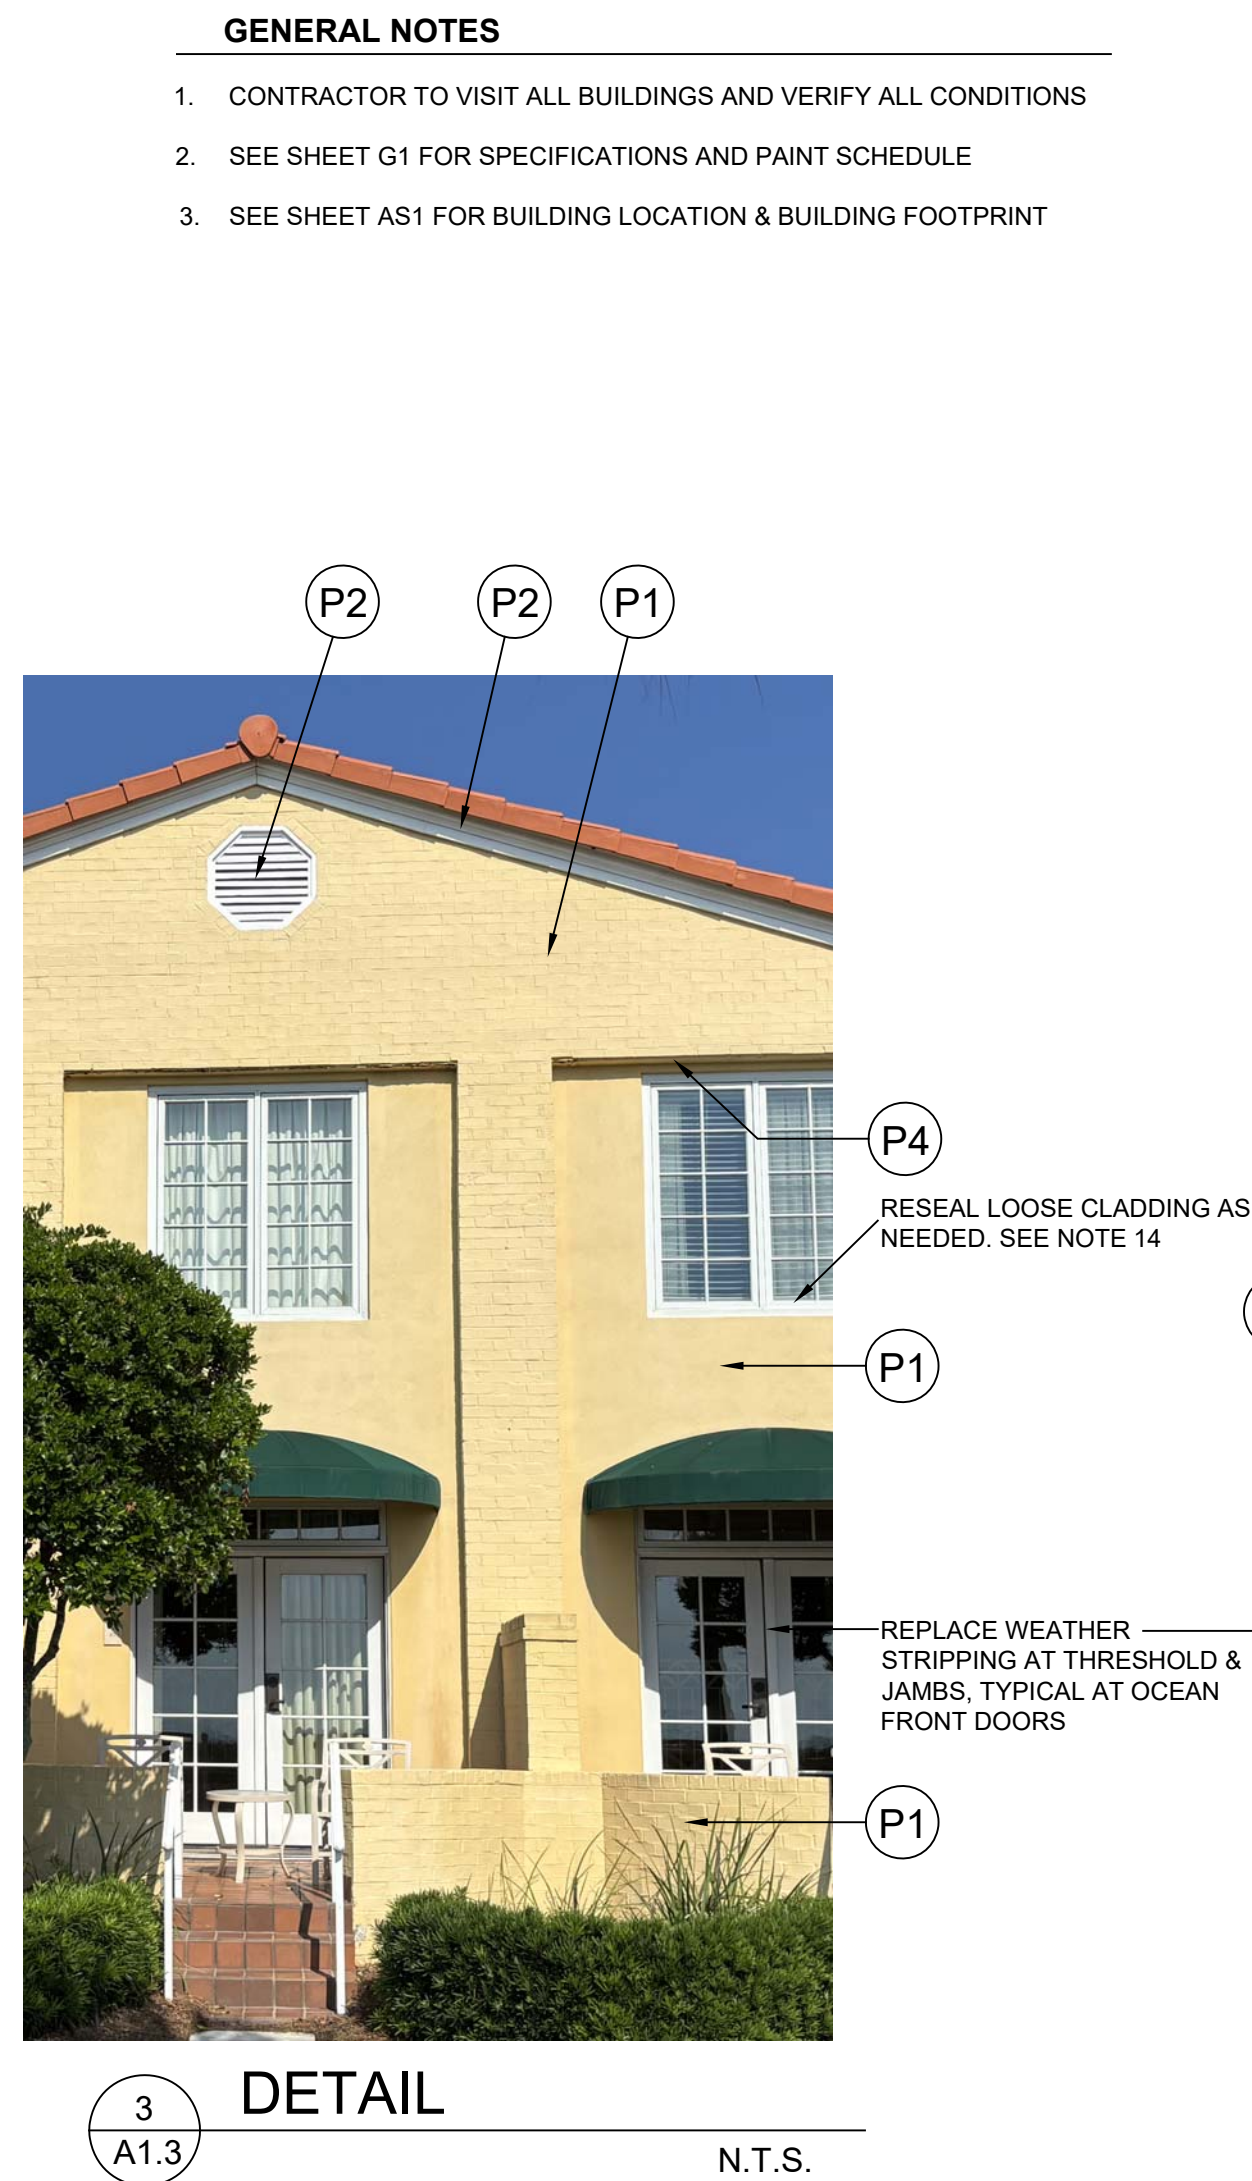 GENERAL NOTES
1. CONTRACTOR TO VISIT ALL BUILDINGS AND VERIFY ALL CONDITIONS
2. SEE SHEET G1 FOR SPECIFICATIONS AND PAINT SCHEDULE
3. SEE SHEET AS1 FOR BUILDING LOCATION & BUILDING FOOTPRINT
P2 P2 P1
P4
RESEAL LOOSE CLADDING AS
NEEDED. SEE NOTE 14
P1
REPLACE WEATHER
STRIPPING AT THRESHOLD &
JAMBS, TYPICAL AT OCEAN
FRONT DOORS
P1
3
DETAIL
A1.3
N.T.S.